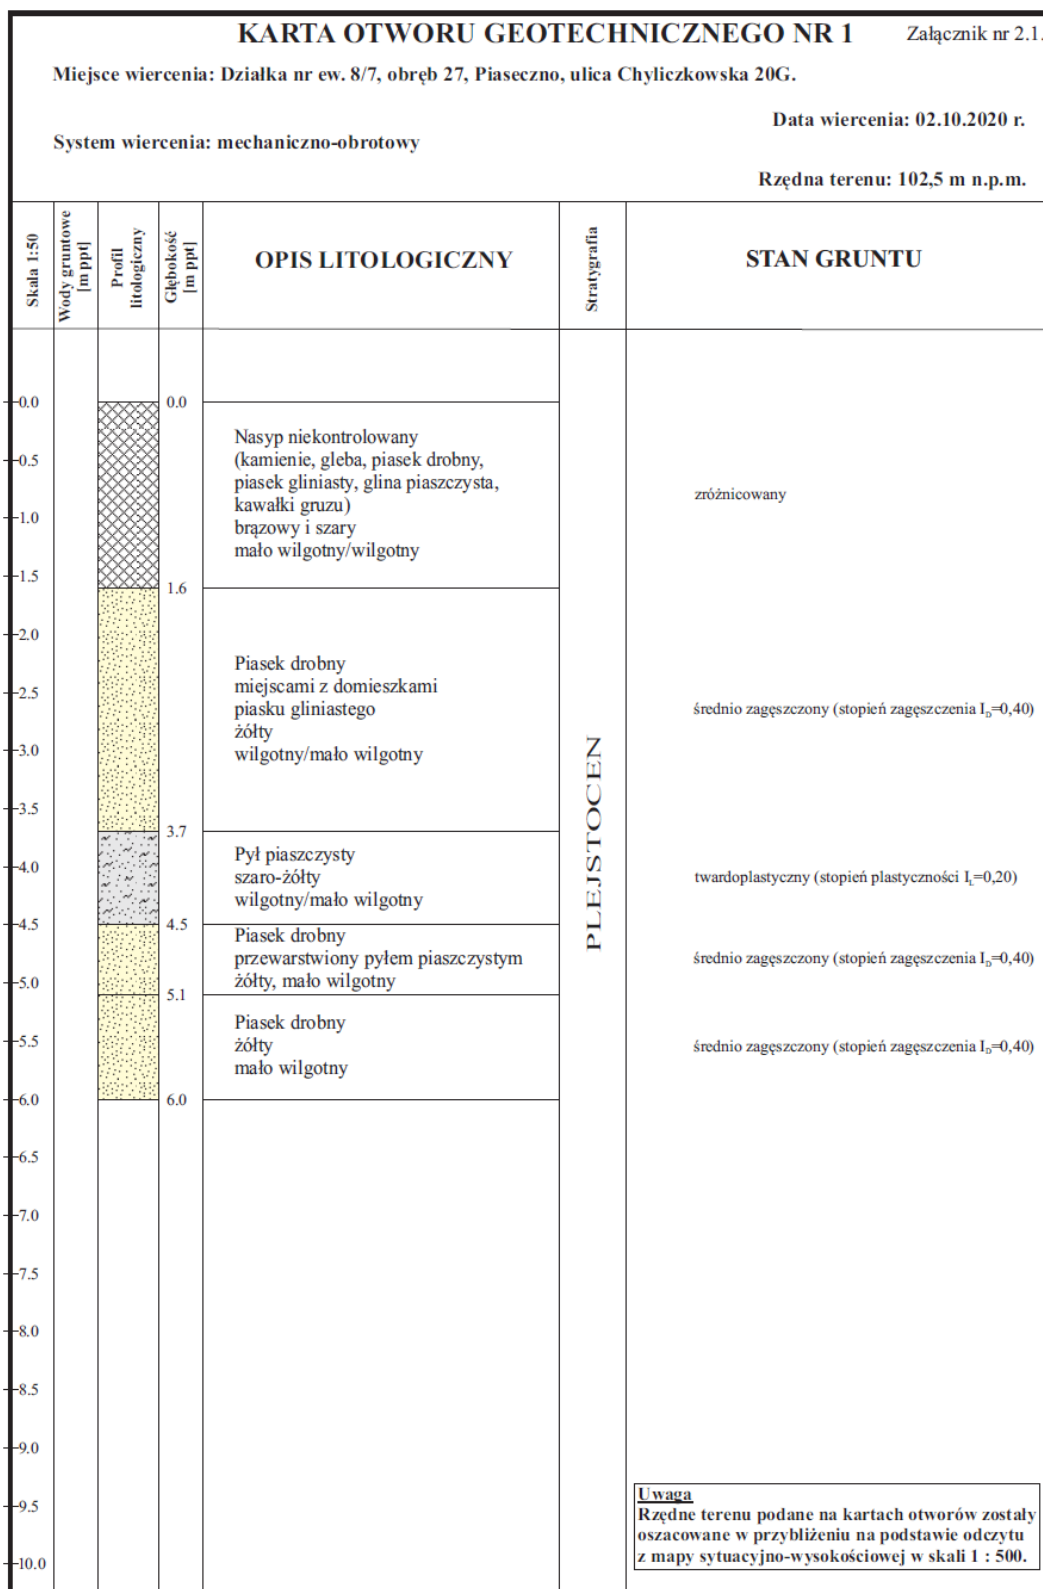 KARTA OTWORU GEOTECHNICZNEGO NR 1
Załącznik nr 2.1.
Miejsce wiercenia: Działka nr ew. 8/7, obręb 27, Piaseczno, ulica Chyliczkowska 20G.
Data wiercenia: 02.10.2020 r.
System wiercenia: mechaniczno-obrotowy
Rzędna terenu: 102,5 m n.p.m.
Skala 1:50
Wody gruntowe
[m ppt]
Profil
litologiczny
Głębokość
[m ppt]
OPIS LITOLOGICZNY
Stratygrafia
STAN GRUNTU
0.0
0.5
1.0
1.5
2.0
2.5
3.0
3.5
4.0
4.5
5.0
5.5
6.0
6.5
7.0
7.5
8.0
8.5
9.0
9.5
10.0
0.0
1.6
3.7
4.5
5.1
6.0
Nasyp niekontrolowany
(kamienie, gleba, piasek drobny,
piasek gliniasty, glina piaszczysta,
kawałki gruzu)
brązowy i szary
mało wilgotny/wilgotny
Piasek drobny
miejscami z domieszkami
piasku gliniastego
żółty
wilgotny/mało wilgotny
Pył piaszczysty
szaro-żółty
wilgotny/mało wilgotny
Piasek drobny
przewarstwiony pyłem piaszczystym
żółty, mało wilgotny
Piasek drobny
żółty
mało wilgotny
PLEJSTOCEN
zróżnicowany
średnio zagęszczony (stopień zagęszczenia I_D=0,40)
twardoplastyczny (stopień plastyczności I_L=0,20)
średnio zagęszczony (stopień zagęszczenia I_D=0,40)
średnio zagęszczony (stopień zagęszczenia I_D=0,40)
Uwaga
Rzędne terenu podane na kartach otworów zostały
oszacowane w przybliżeniu na podstawie odczytu
z mapy sytuacyjno-wysokościowej w skali 1 : 500.